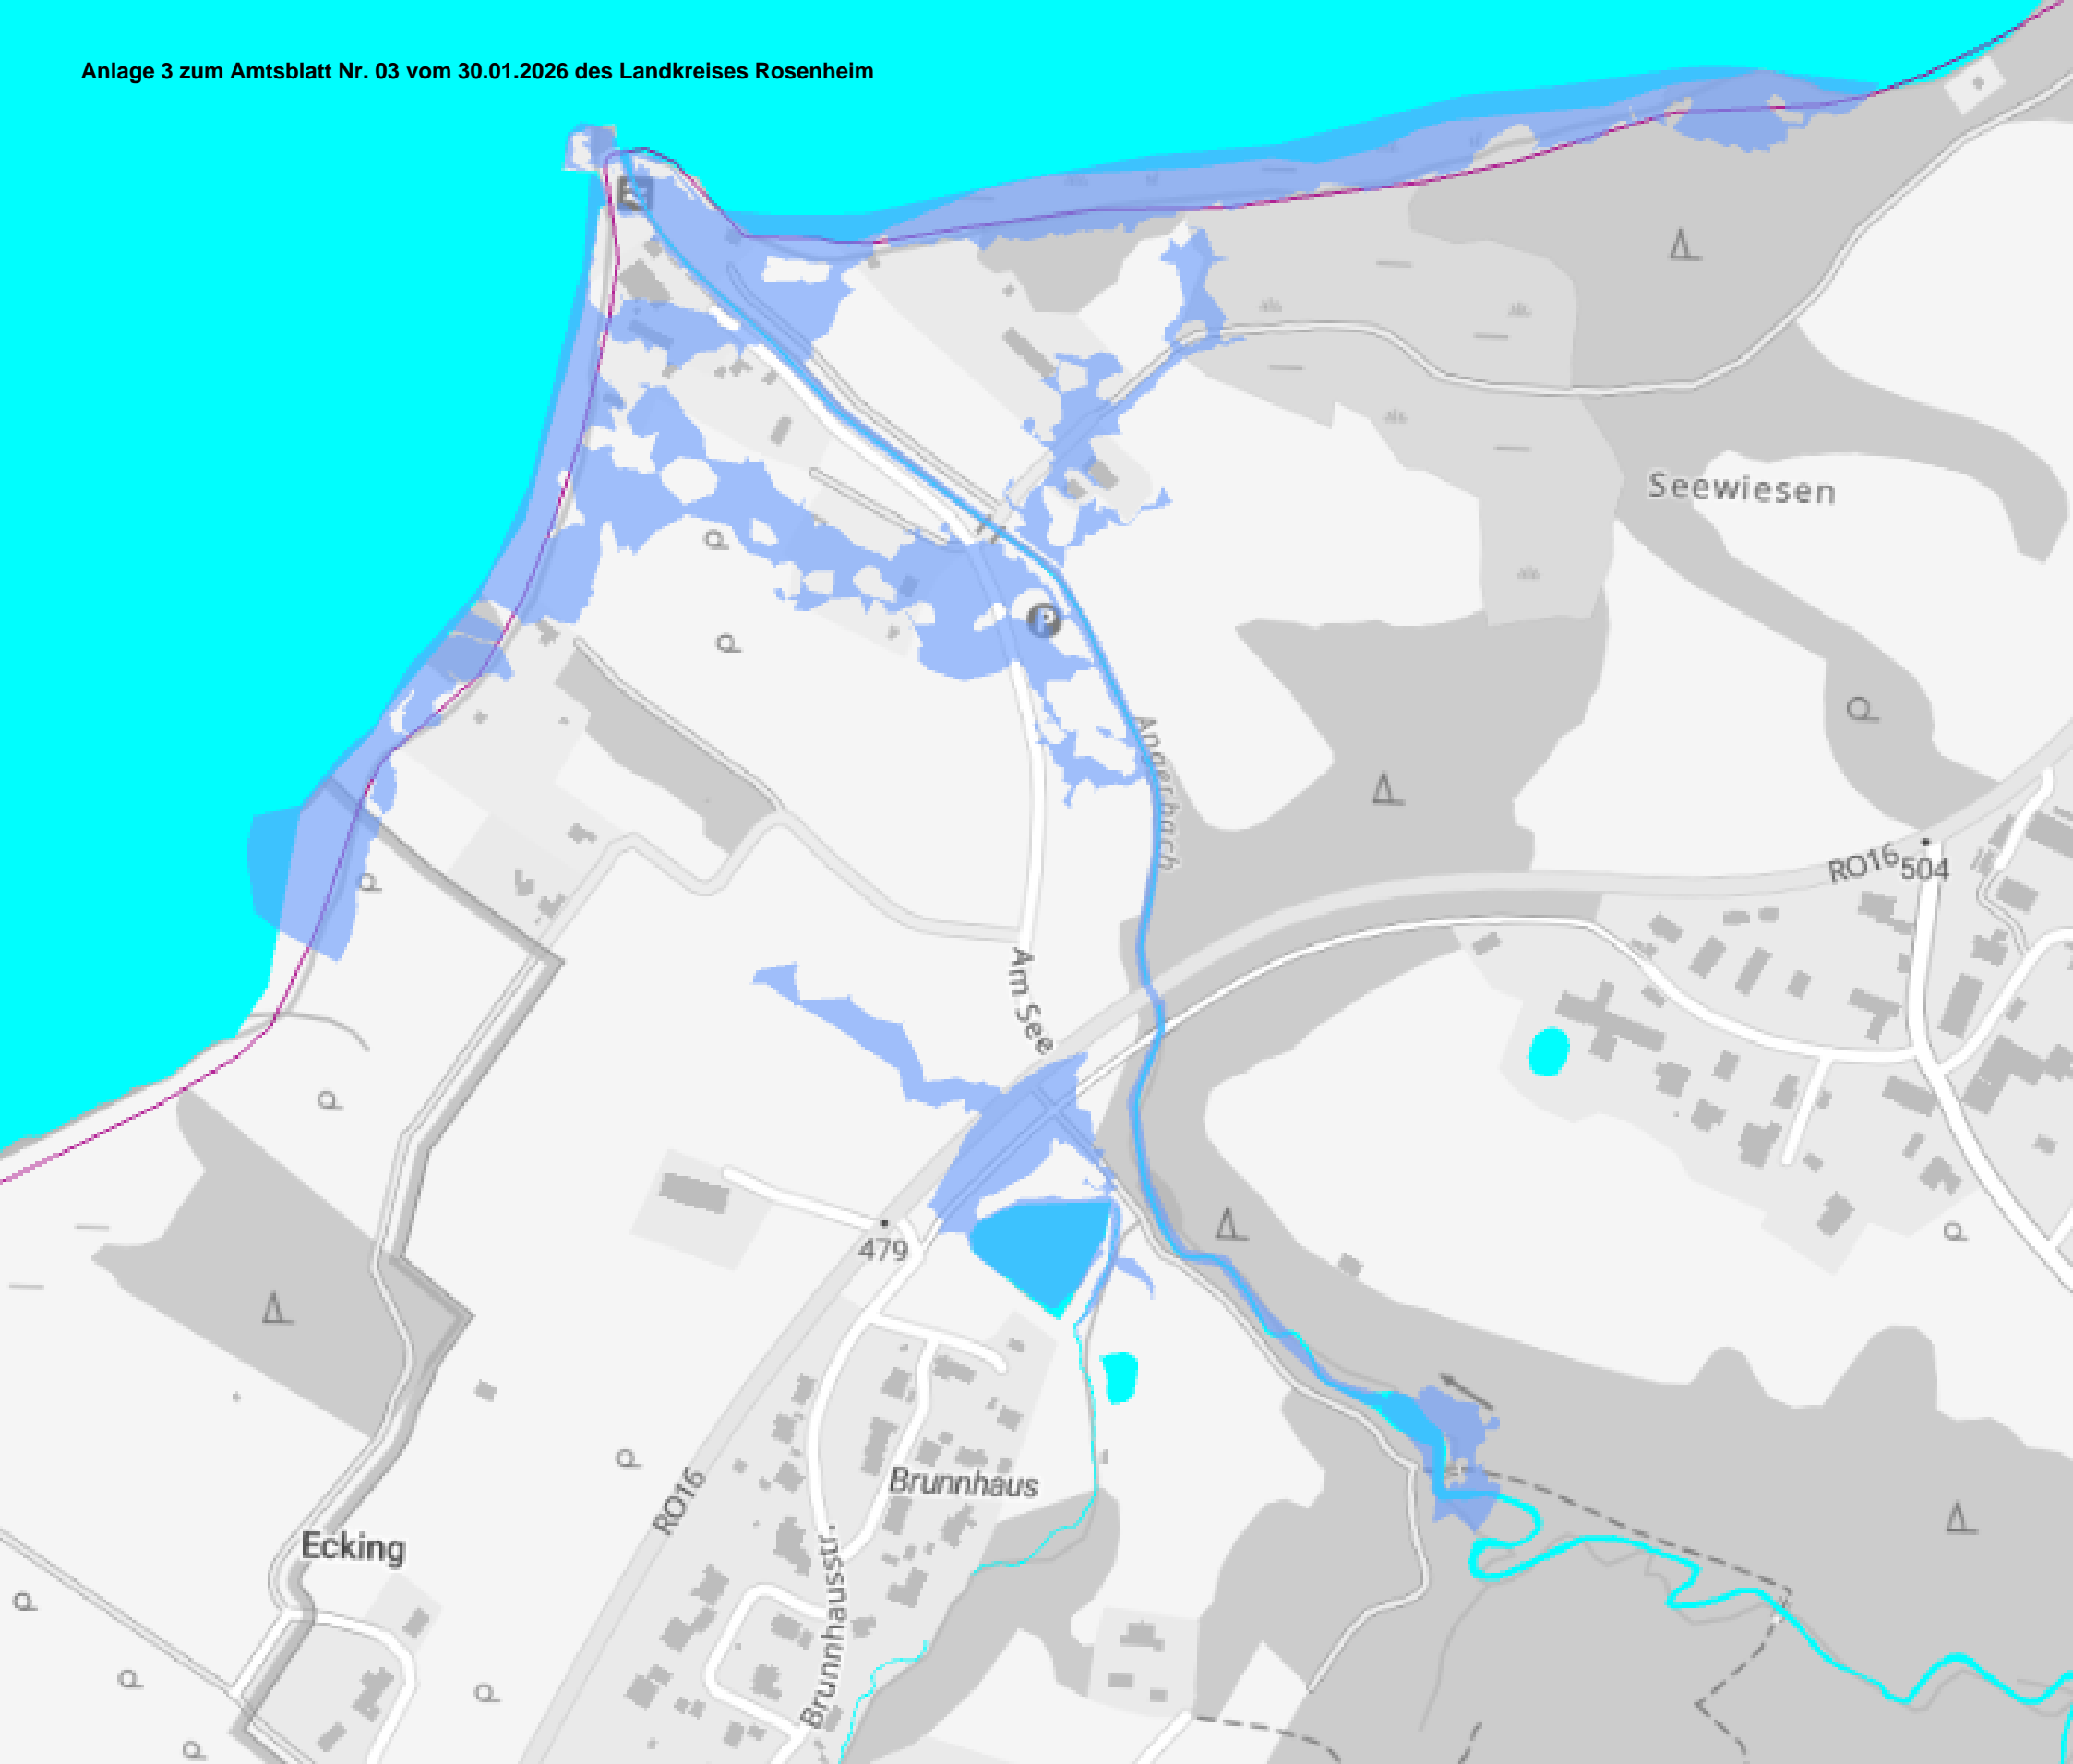 Anlage 3 zum Amtsblatt Nr. 03 vom 30.01.2026 des Landkreises Rosenheim
Seewiesen
P
Angerbach
RO16
504
Am See
479
Brunnhaus
RO16
Ecking
Brunnhausstr.